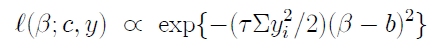 ℓ(β; c, y) ∝ exp{−(τΣy_i^2/2)(β − b)^2}